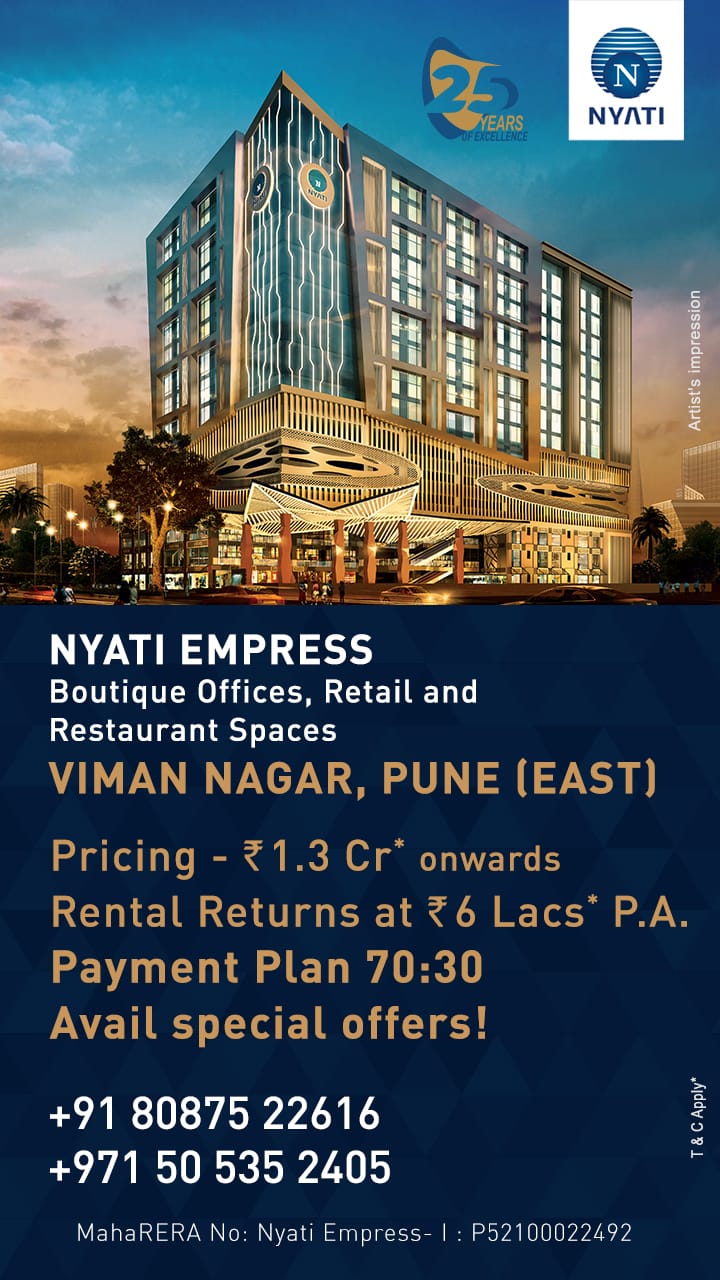 25
YEARS
OF EXCELLENCE
N
NYATI
N
NYATI
Artist's impression
NYATI EMPRESS
Boutique Offices, Retail and
Restaurant Spaces
VIMAN NAGAR, PUNE (EAST)
Pricing - ₹1.3 Cr* onwards
Rental Returns at ₹6 Lacs* P.A.
Payment Plan 70:30
Avail special offers!
+91 80875 22616
+971 50 535 2405
T & C Apply*
MahaRERA No: Nyati Empress- I : P52100022492